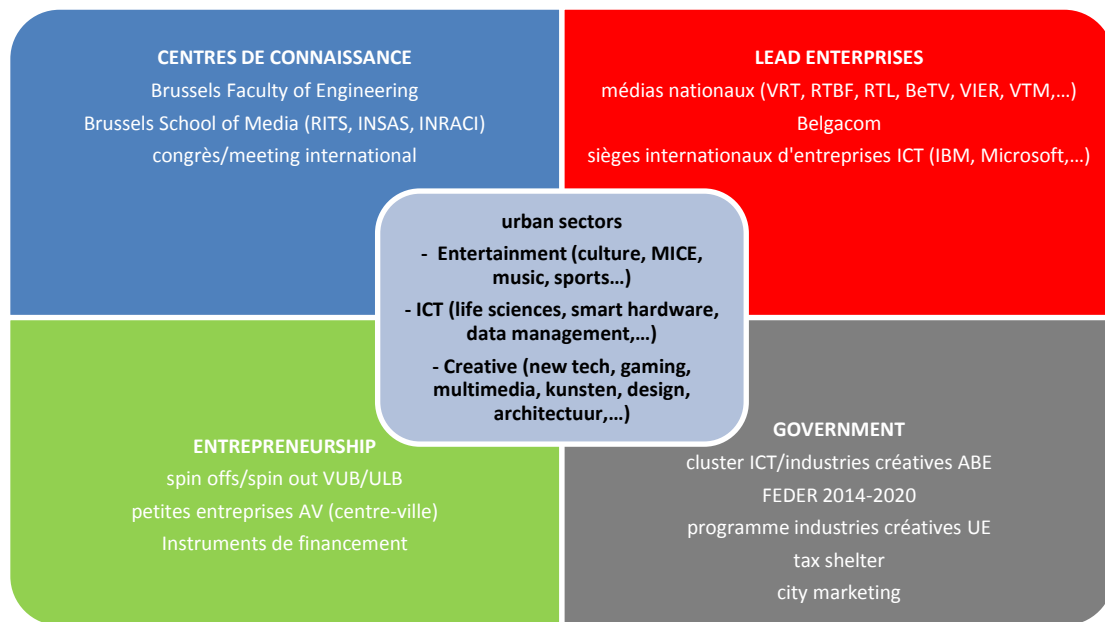 CENTRES DE CONNAISSANCE
Brussels Faculty of Engineering
Brussels School of Media (RITS, INSAS, INRACI)
congrès/meeting international
LEAD ENTERPRISES
médias nationaux (VRT, RTBF, RTL, BeTV, VIER, VTM,…)
Belgacom
sièges internationaux d'entreprises ICT (IBM, Microsoft,…)
urban sectors
- Entertainment (culture, MICE,
music, sports…)
- ICT (life sciences, smart hardware,
data management,…)
- Creative (new tech, gaming,
multimedia, kunsten, design,
architectuur,…)
ENTREPRENEURSHIP
spin offs/spin out VUB/ULB
petites entreprises AV (centre-ville)
Instruments de financement
GOVERNMENT
cluster ICT/industries créatives ABE
FEDER 2014-2020
programme industries créatives UE
tax shelter
city marketing